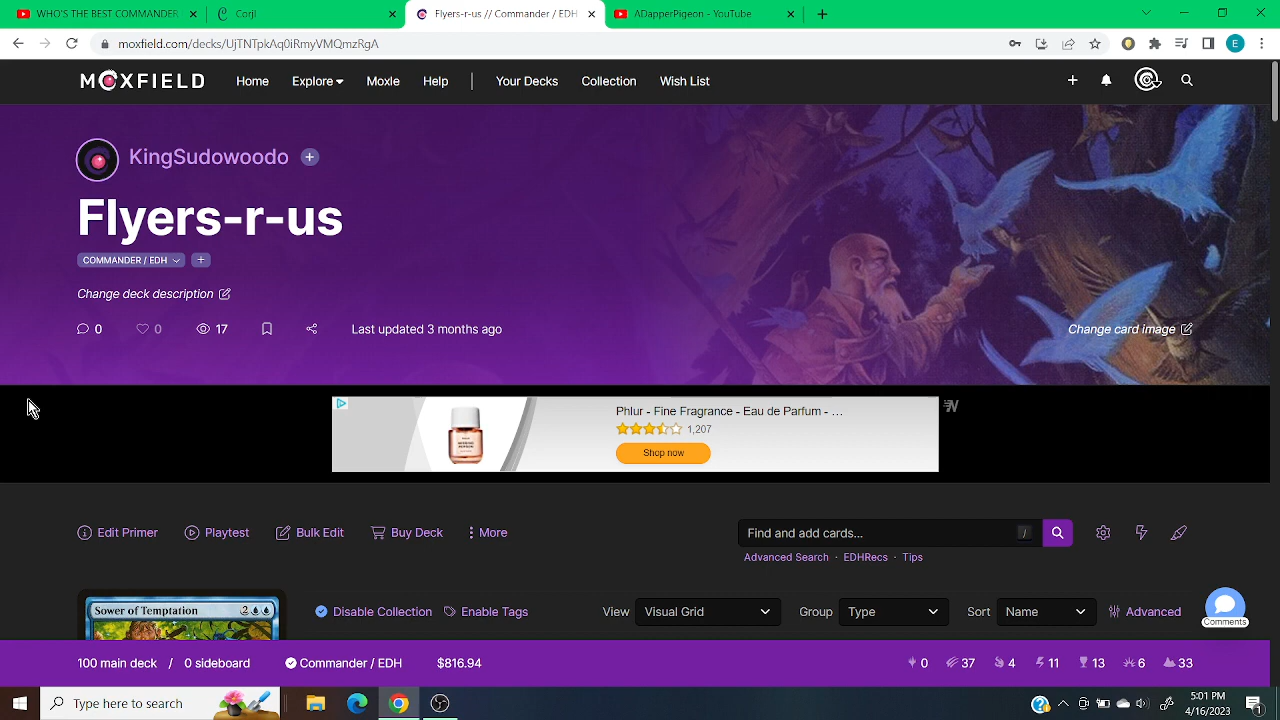 WHO'S THE BEST COMMANDER
Corjl
Flyers-r-us // Commander / EDH
ADapperPigeon - YouTube
moxfield.com/decks/UjTNTpkAq0iRmyVMQmzRgA
E
MOXFIELD
Home
Explore
Moxie
Help
Your Decks
Collection
Wish List
KingSudowoodo
Flyers-r-us
COMMANDER / EDH
Change deck description
0
0
17
Last updated 3 months ago
Change card image
Phlur - Fine Fragrance - Eau de Parfum - ...
1,207
Shop now
Edit Primer
Playtest
Bulk Edit
Buy Deck
More
Find and add cards...
/
Advanced Search · EDHRecs · Tips
Sower of Temptation 2
Disable Collection
Enable Tags
View
Visual Grid
Group
Type
Sort
Name
Advanced
Comments
100 main deck / 0 sideboard
Commander / EDH
$816.94
0
37
4
11
13
6
33
Type here to search
5:01 PM
4/16/2023